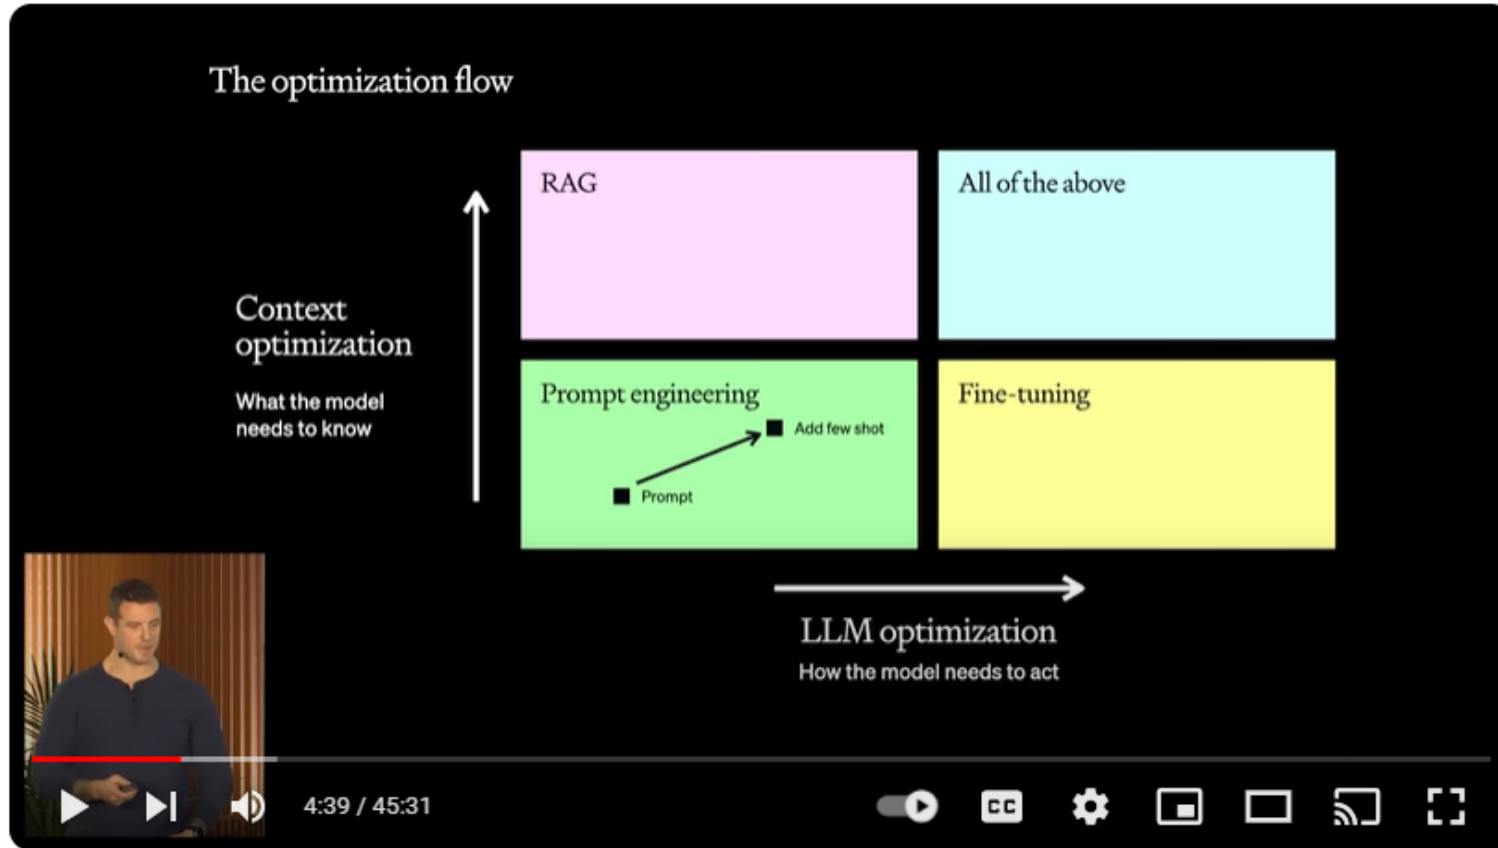 The optimization flow
RAG
All of the above
Context
optimization
What the model
needs to know
Prompt engineering
Add few shot
Prompt
Fine-tuning
LLM optimization
How the model needs to act
4:39 / 45:31
CC